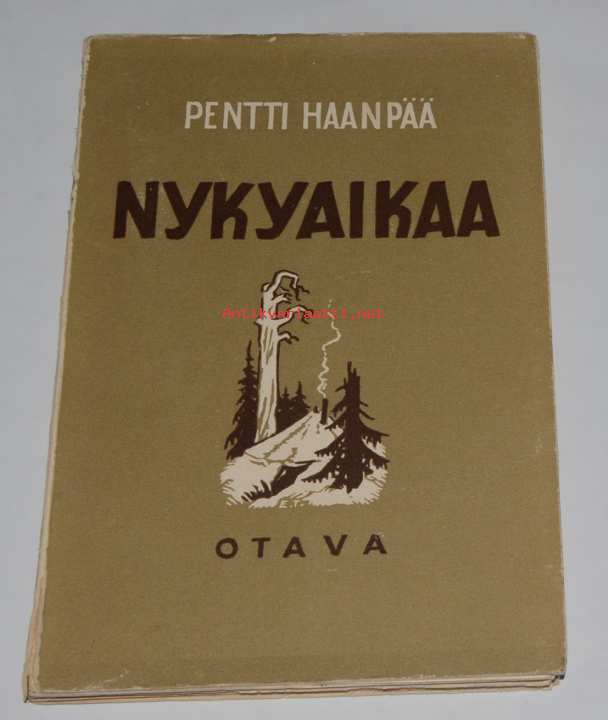 PENTTI HAANPÄÄ
NYKYAIKAA
Antikvariaatti.net
E.T.
OTAVA